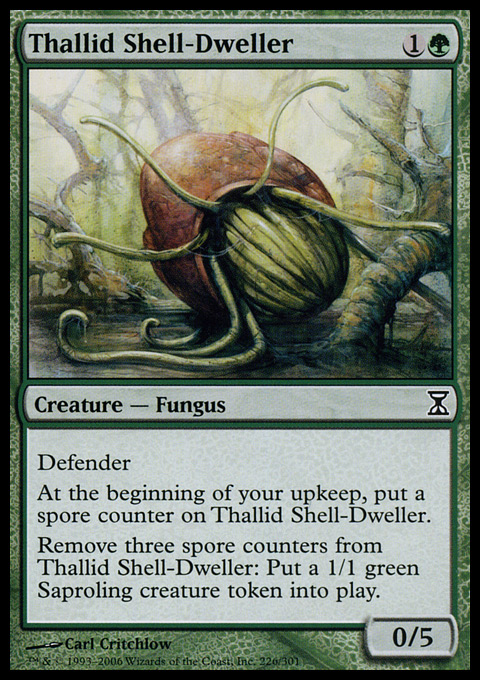 Thallid Shell-Dweller 1
Creature — Fungus
Defender
At the beginning of your upkeep, put a
spore counter on Thallid Shell-Dweller.
Remove three spore counters from
Thallid Shell-Dweller: Put a 1/1 green
Saproling creature token into play.
Carl Critchlow
0/5
™ & © 1993–2006 Wizards of the Coast, Inc. 226/301